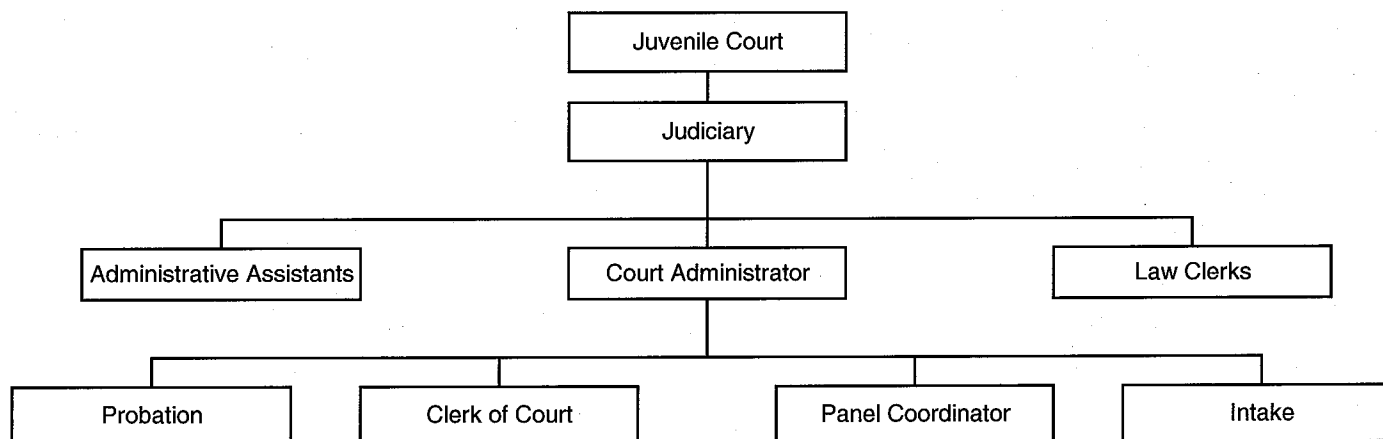 Juvenile Court
Judiciary
Administrative Assistants
Court Administrator
Law Clerks
Probation
Clerk of Court
Panel Coordinator
Intake